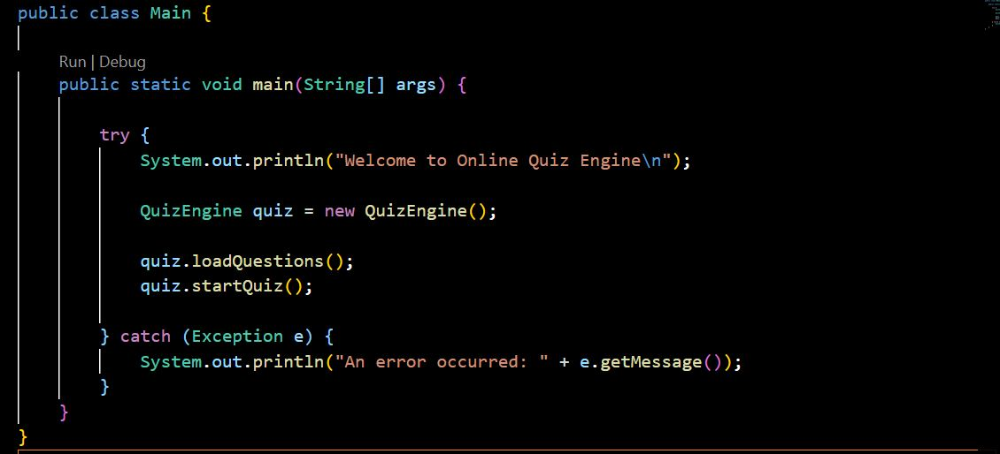 public class Main {
Run | Debug
public static void main(String[] args) {
try {
System.out.println("Welcome to Online Quiz Engine\n");
QuizEngine quiz = new QuizEngine();
quiz.loadQuestions();
quiz.startQuiz();
} catch (Exception e) {
System.out.println("An error occurred: " + e.getMessage());
}
}
}